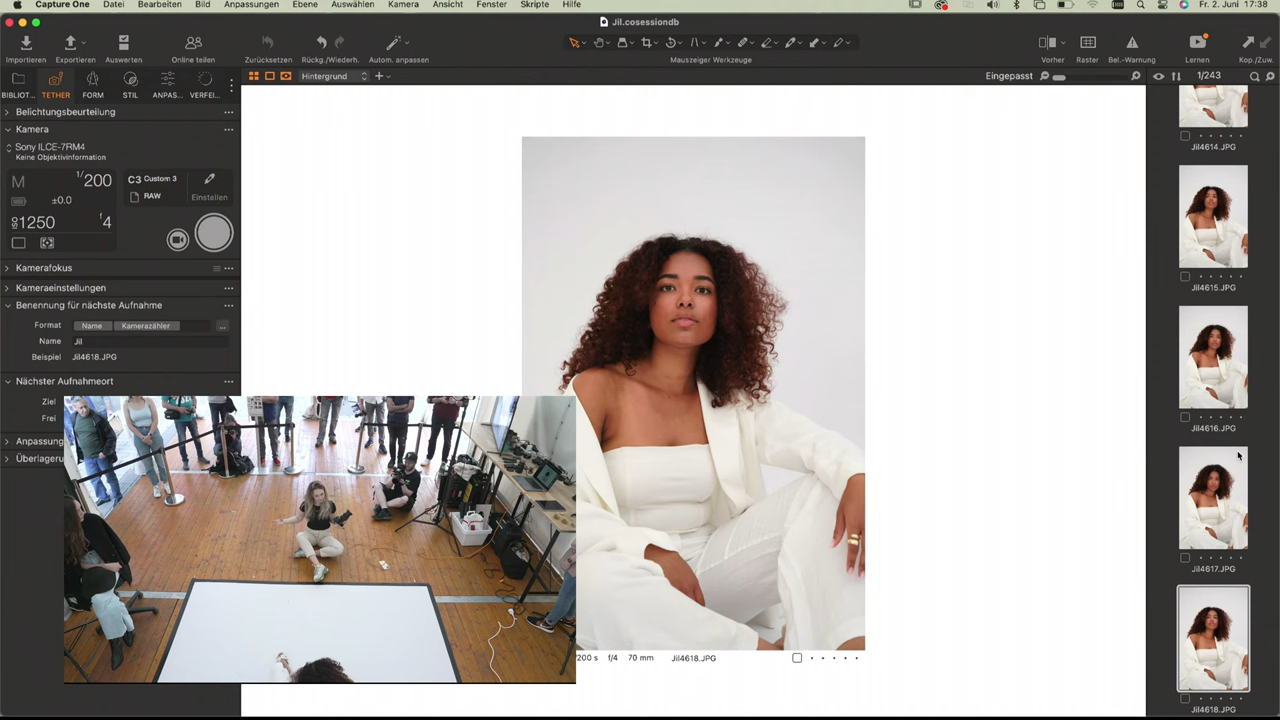 Capture One Datei Bearbeiten Bild Anpassungen Ebene Auswählen Kamera Ansicht Fenster Skripte Hilfe Fr. 2. Juni 17:38
Jil.cosessiondb
Importieren Exportieren Auswerten Online teilen Zurücksetzen Rückg./Wiederh. Autom. anpassen Mauszeiger Werkzeuge Vorher Raster Bel.-Warnung Lernen Kop./Zuw.
Hintergrund Eingepasst 1/243
BIBLIOT... TETHER FORM STIL ANPAS... VERFEI...
Belichtungsbeurteilung
Kamera
Sony ILCE-7RM4
Keine Objektivinformation
M 1/200 C3 Custom 3
±0.0 RAW Einstellen
ISO 1250 f 4
Kamerafokus
Kameraeinstellungen
Benennung für nächste Aufnahme
Format Name Kamerazähler ...
Name Jil
Beispiel Jil4618.JPG
Nächster Aufnahmeort
Ziel
Frei
Anpassung
Überlager
/200 s f/4 70 mm Jil4618.JPG
Jil4614.JPG
Jil4615.JPG
Jil4616.JPG
Jil4617.JPG
Jil4618.JPG